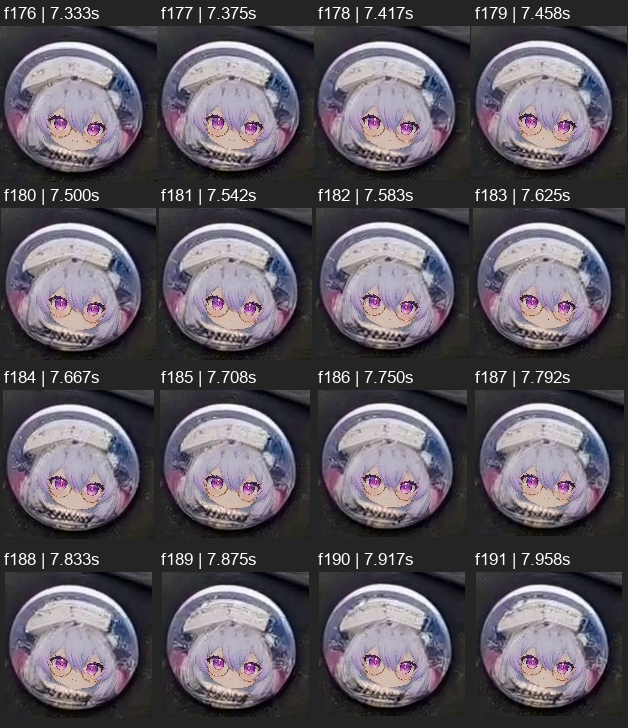 f176 | 7.333s f177 | 7.375s f178 | 7.417s f179 | 7.458s
f180 | 7.500s f181 | 7.542s f182 | 7.583s f183 | 7.625s
f184 | 7.667s f185 | 7.708s f186 | 7.750s f187 | 7.792s
f188 | 7.833s f189 | 7.875s f190 | 7.917s f191 | 7.958s